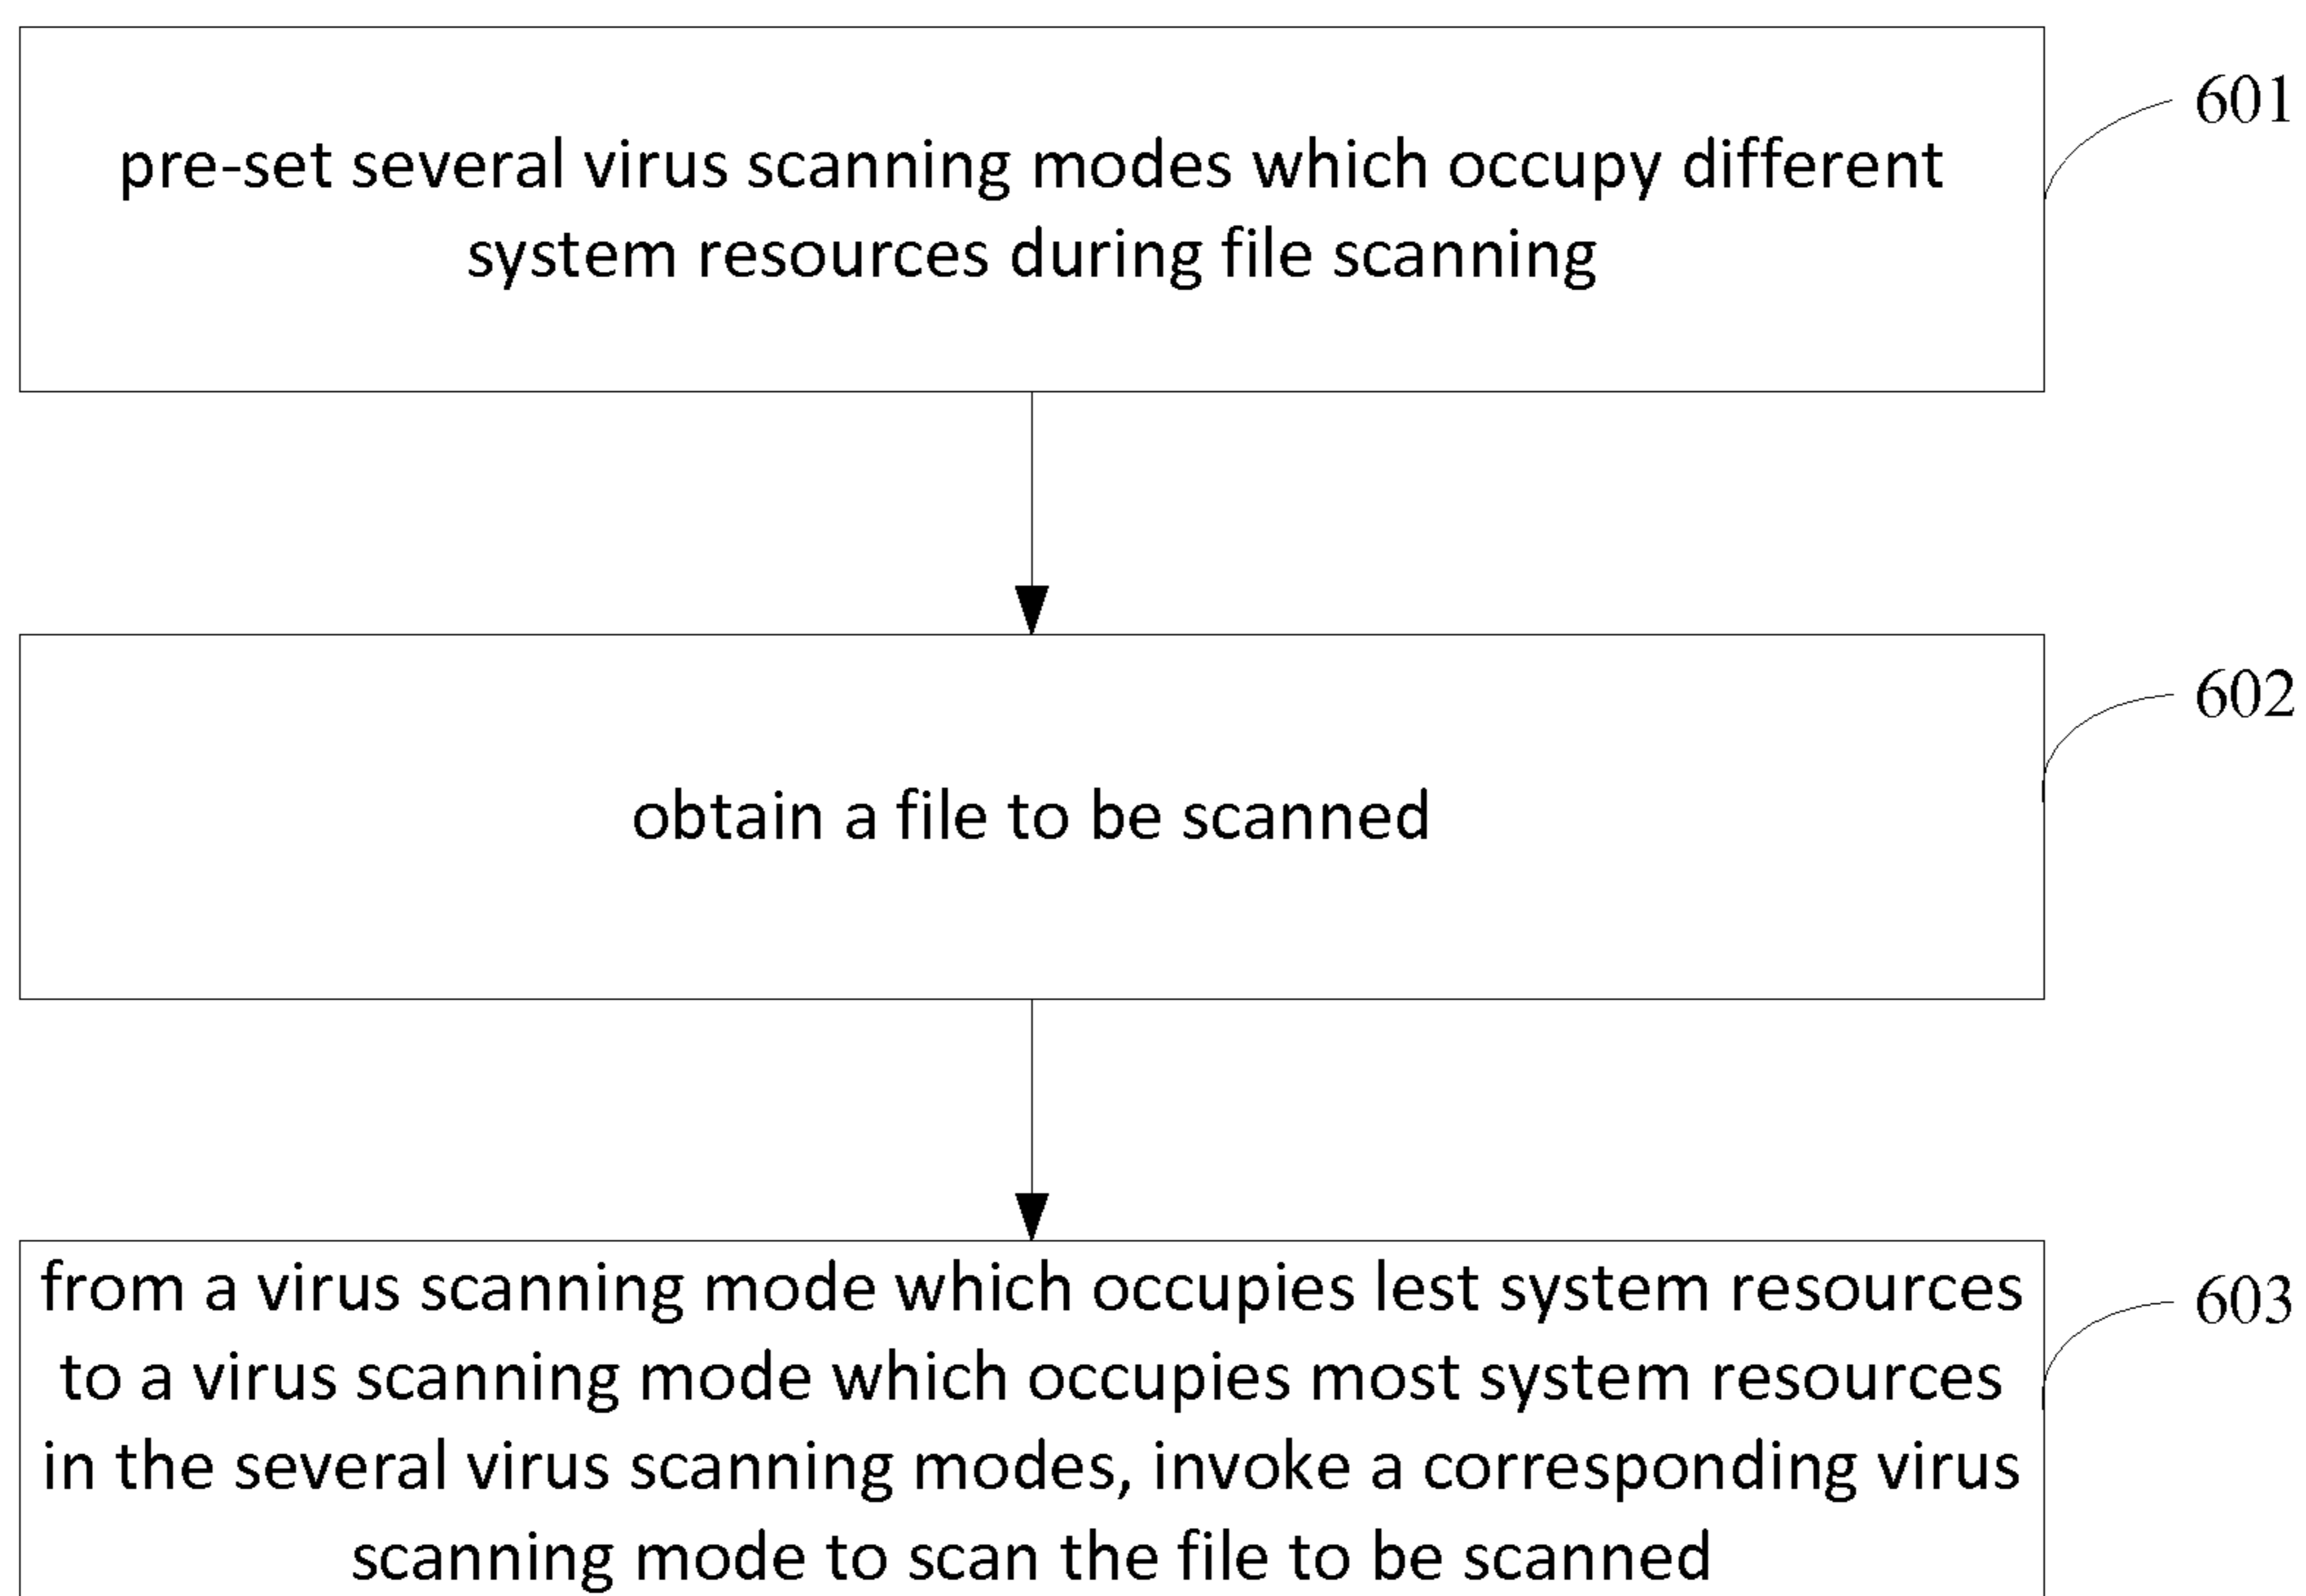 pre-set several virus scanning modes which occupy different
system resources during file scanning
601
obtain a file to be scanned
602
from a virus scanning mode which occupies lest system resources
to a virus scanning mode which occupies most system resources
in the several virus scanning modes, invoke a corresponding virus
scanning mode to scan the file to be scanned
603